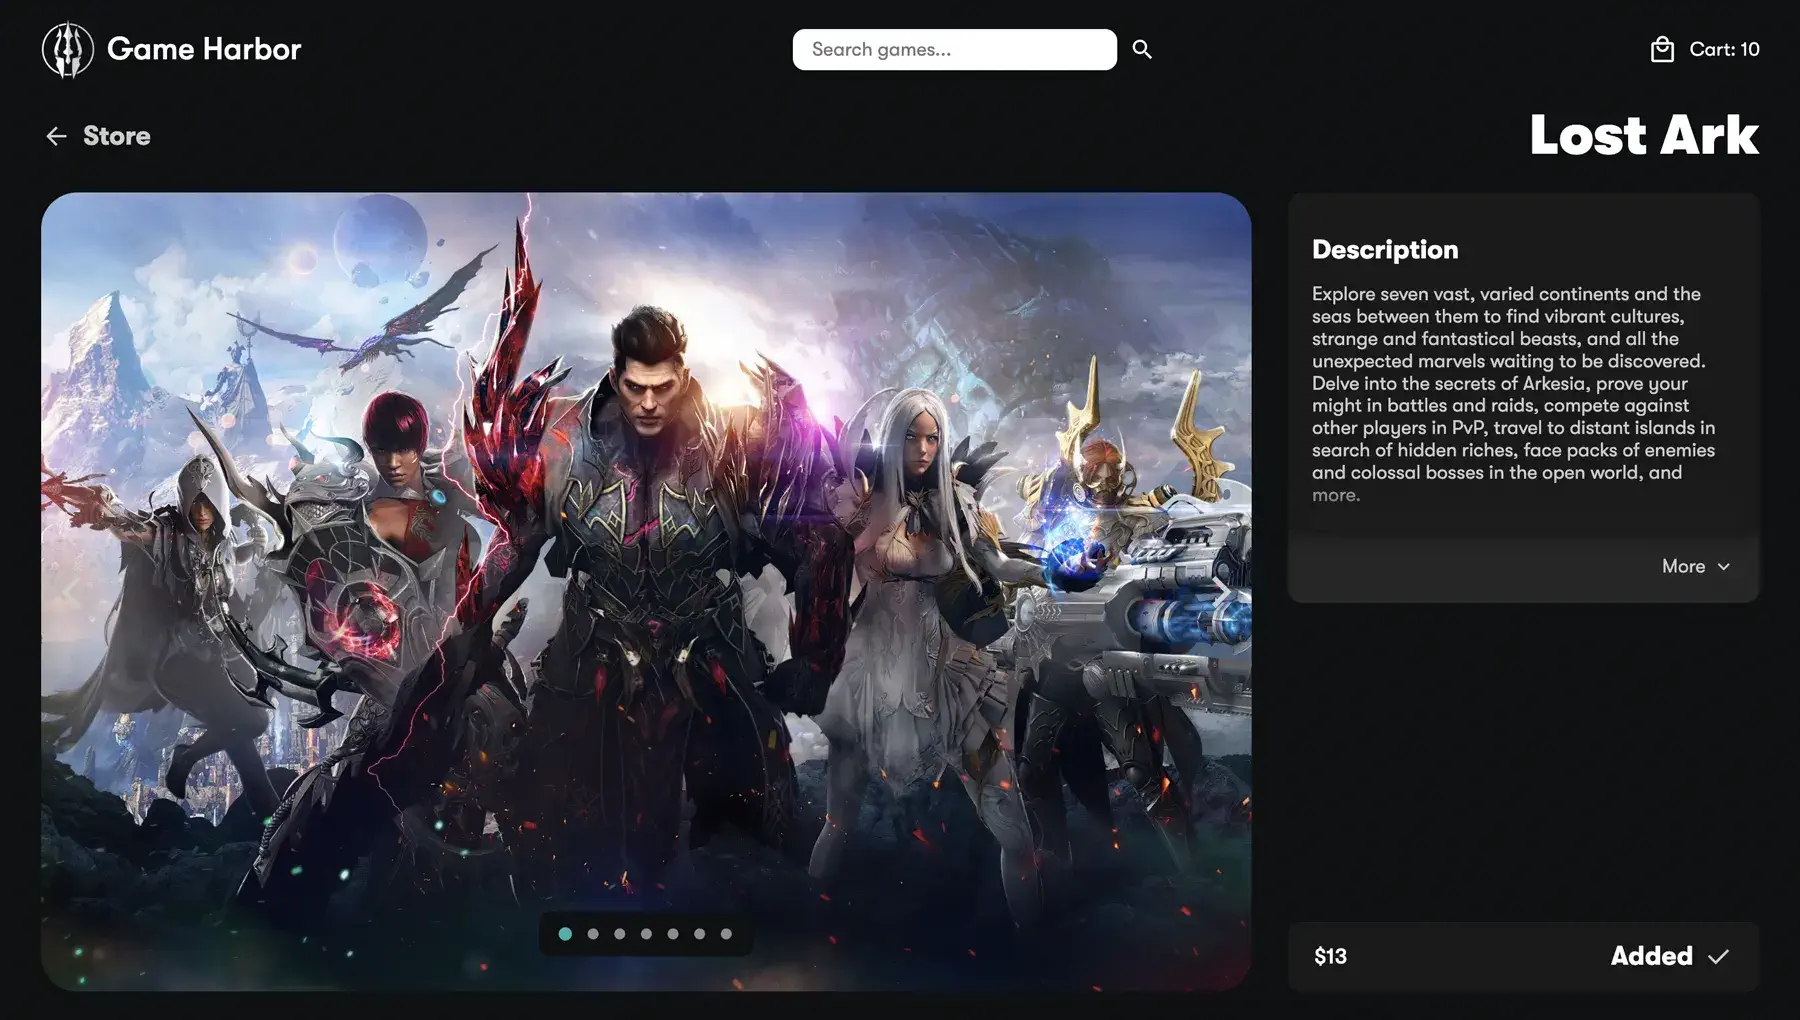 Game Harbor
Search games...
Cart: 10
Store
Lost Ark
Description
Explore seven vast, varied continents and the
seas between them to find vibrant cultures,
strange and fantastical beasts, and all the
unexpected marvels waiting to be discovered.
Delve into the secrets of Arkesia, prove your
might in battles and raids, compete against
other players in PvP, travel to distant islands in
search of hidden riches, face packs of enemies
and colossal bosses in the open world, and
more.
More
$13
Added